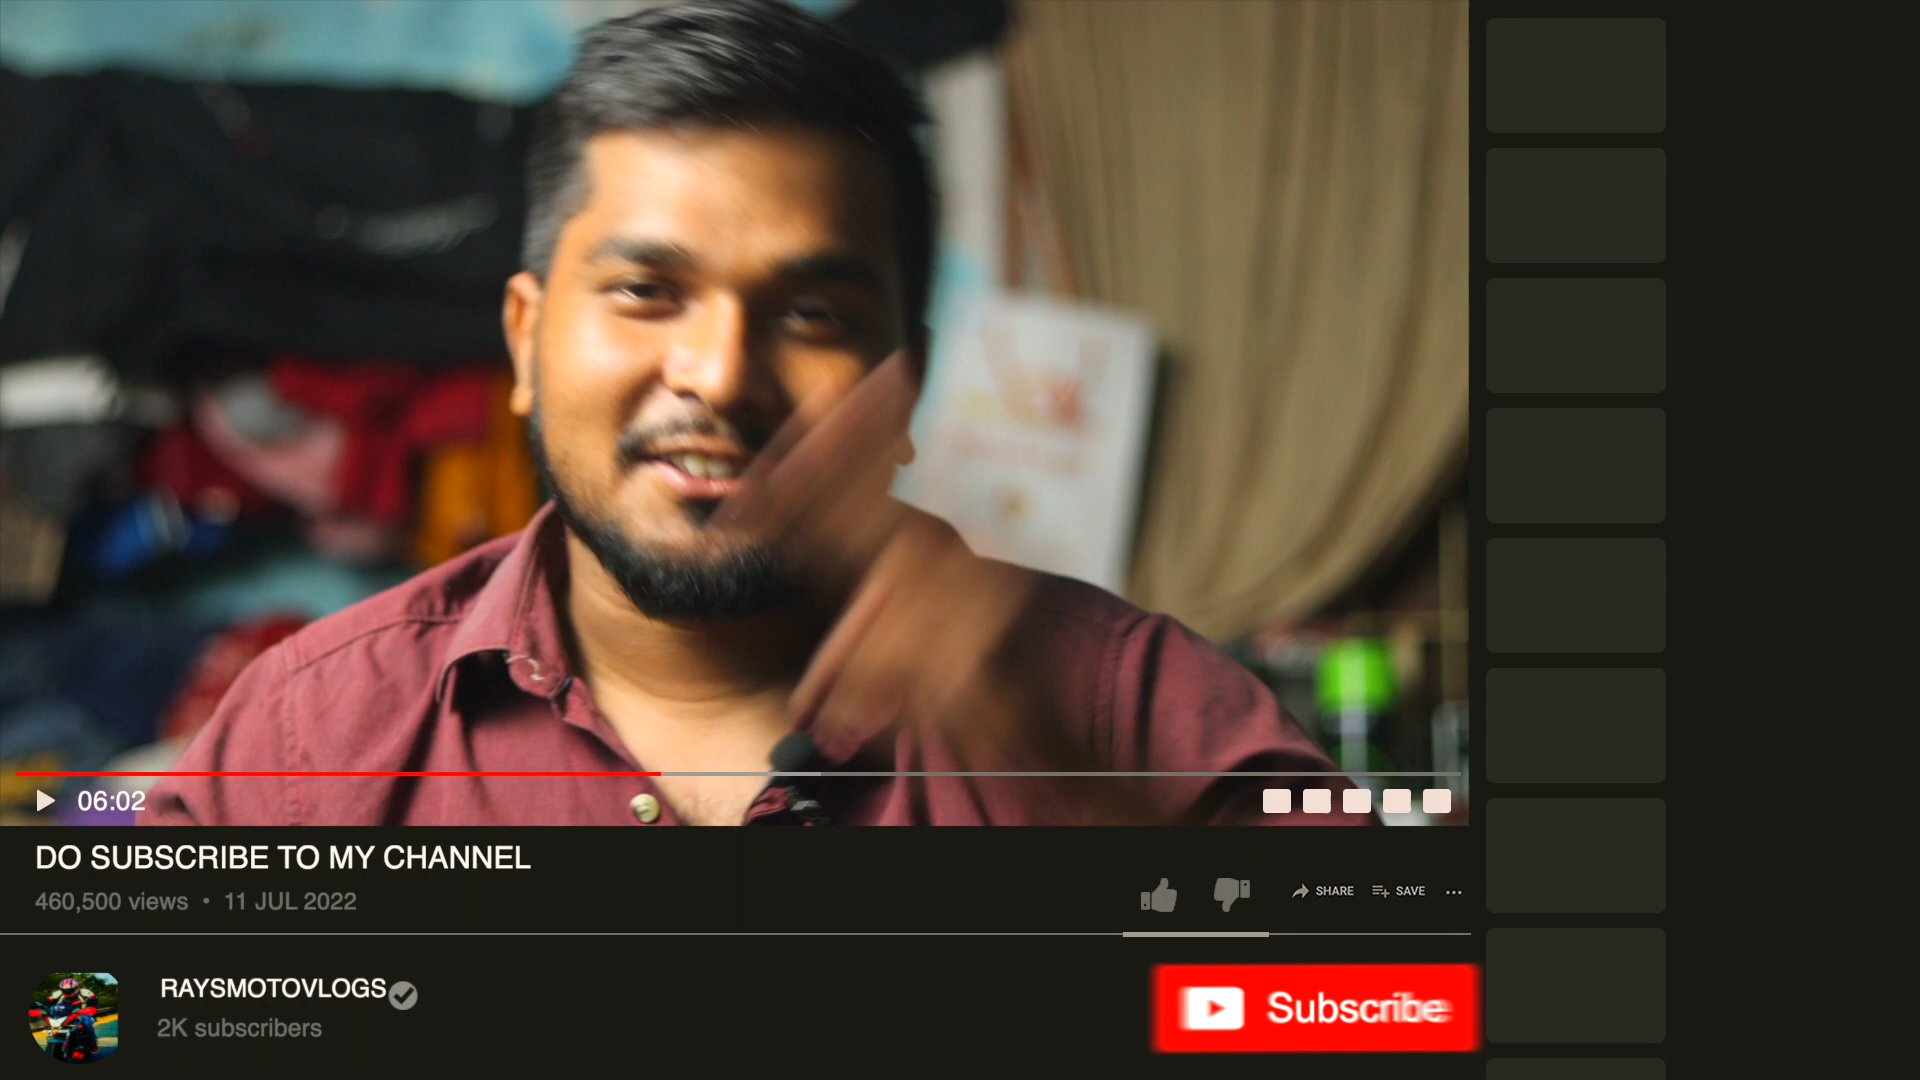 06:02
DO SUBSCRIBE TO MY CHANNEL
460,500 views • 11 JUL 2022
SHARE
SAVE
RAYSMOTOVLOGS
2K subscribers
Subscribe